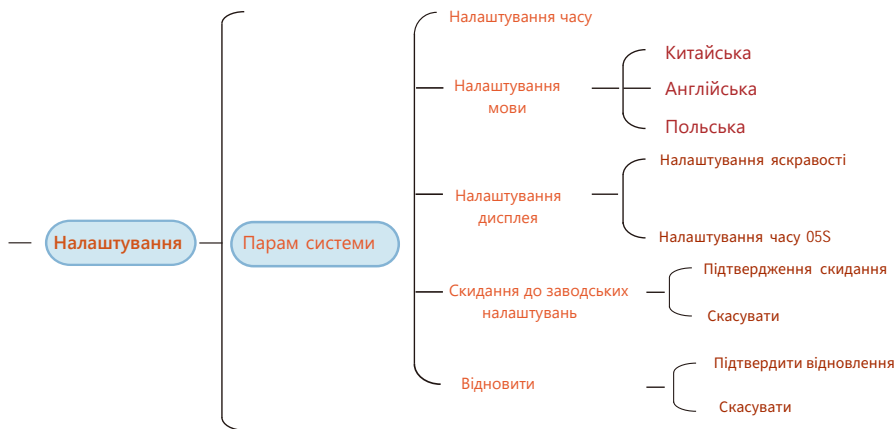 Налаштування
Парам системи
Налаштування часу
Налаштування
мови
Китайська
Англійська
Польська
Налаштування
дисплея
Налаштування яскравості
Налаштування часу 05S
Скидання до заводських
налаштувань
Підтвердження скидання
Скасувати
Відновити
Підтвердити відновлення
Скасувати